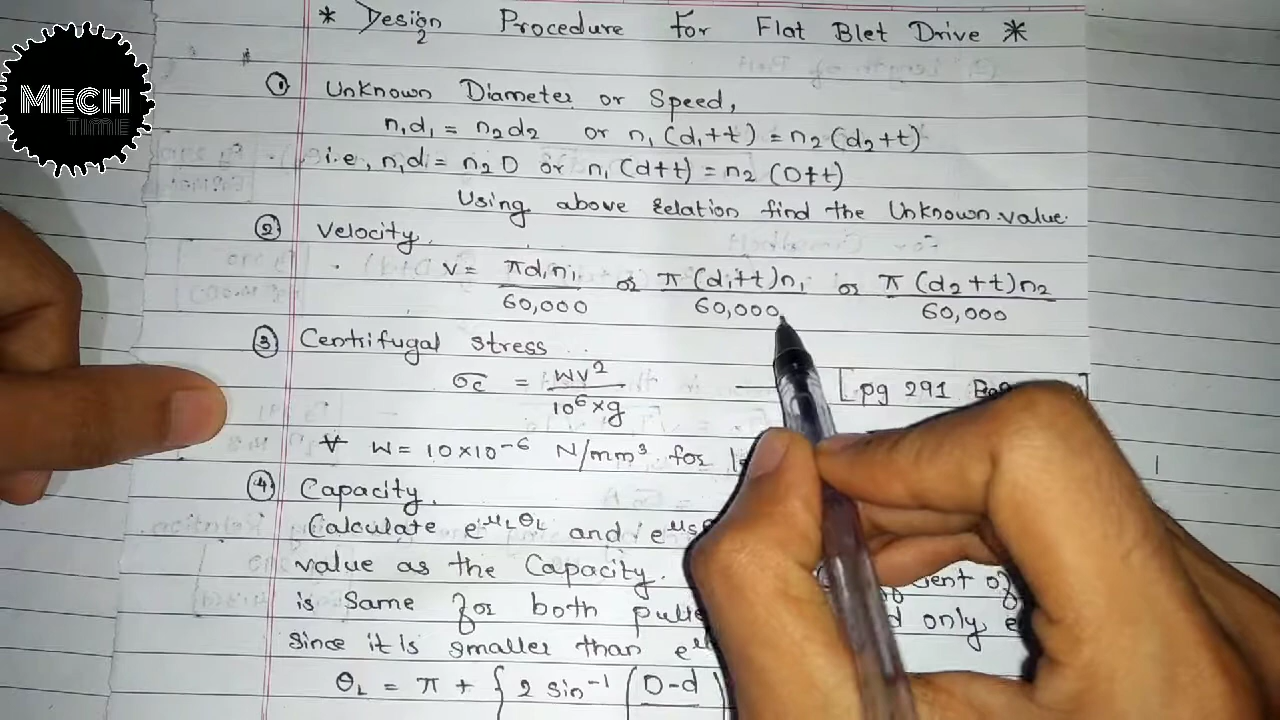 MECH
TIME
* Design Procedure For Flat Blet Drive *
① Unknown Diameter or Speed,
n₁d₁ = n₂d₂ or n₁(d₁+t) = n₂(d₂+t)
i.e, n₁d = n₂D or n₁(d+t) = n₂(D+t)
Using above relation find the Unknown value.
② Velocity.
v = πd₁n₁/60,000 or π(d₁+t)n₁/60,000 or π(d₂+t)n₂/60,000
③ Centrifugal stress
σc = wv²/10⁶×g [pg 291
∀ w = 10×10⁻⁶ N/mm³ for
④ Capacity.
Calculate e^μLθL and
value as the Capacity.
is same for both
since it is smaller than
θL = π + { 2 sin⁻¹ (D-d